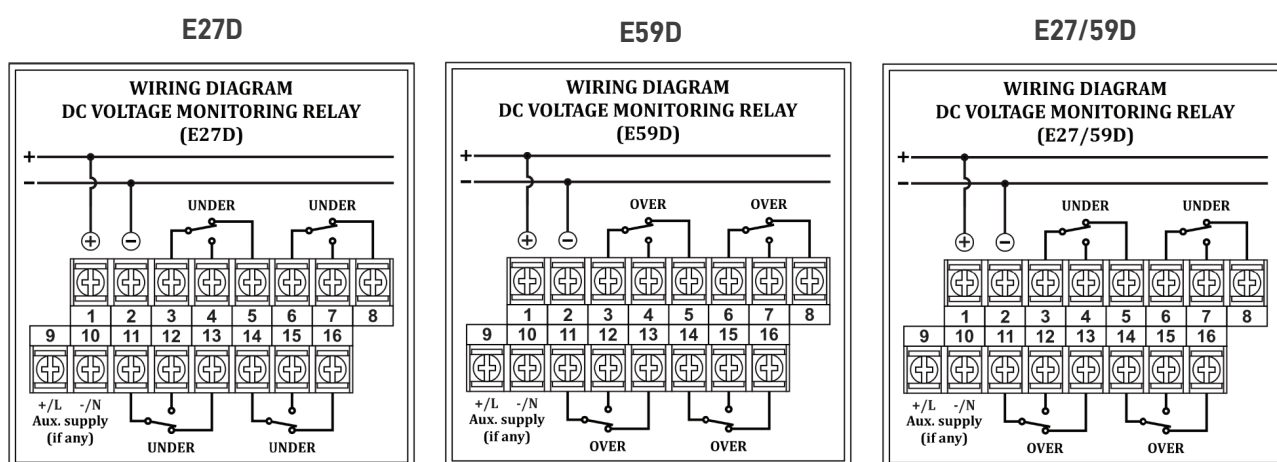 E27D
WIRING DIAGRAM
DC VOLTAGE MONITORING RELAY
(E27D)
+
−
UNDER UNDER
+ −
1 2 3 4 5 6 7 8
9 10 11 12 13 14 15 16
+/L -/N
Aux. supply
(if any)
UNDER UNDER
E59D
WIRING DIAGRAM
DC VOLTAGE MONITORING RELAY
(E59D)
+
−
OVER OVER
+ −
1 2 3 4 5 6 7 8
9 10 11 12 13 14 15 16
+/L -/N
Aux. supply
(if any)
OVER OVER
E27/59D
WIRING DIAGRAM
DC VOLTAGE MONITORING RELAY
(E27/59D)
+
−
UNDER UNDER
+ −
1 2 3 4 5 6 7 8
9 10 11 12 13 14 15 16
+/L -/N
Aux. supply
(if any)
OVER OVER